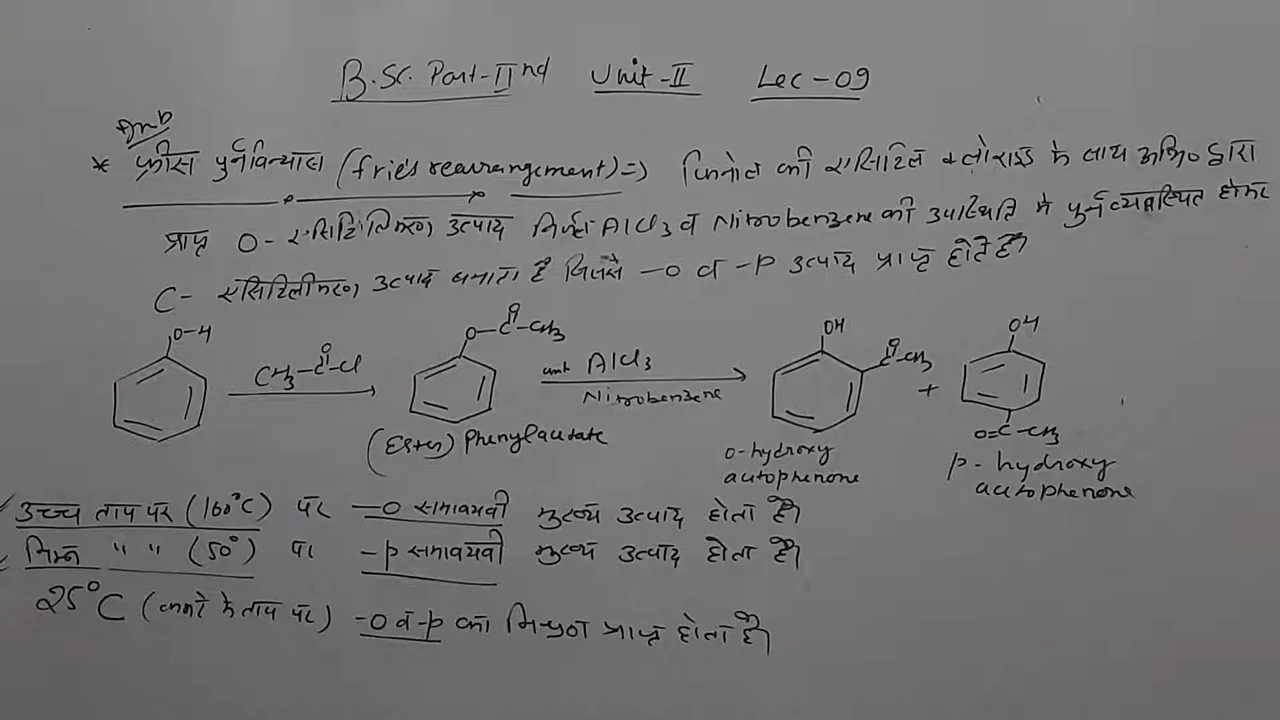 B.Sc. Part-IInd Unit-II Lec-09
Imp
* फ्रीस पुर्नविन्यास (fries rearrangement) => फिनोल की एसिटिल क्लोराइड के साथ अभि० द्वारा
प्राप्त O- एसिटिलिकरण उत्पाद निर्जल AlCl3 व Nitrobenzene की उपस्थिति मे पुर्नव्यवस्थित होकर
C- एसिटिलीकरण उत्पाद बनाता है जिससे -o व -p उत्पाद प्राप्त होते है।
O-H
CH3-C-Cl
O
O-C-CH3
O
AlCl3
Nitrobenzene
OH
C-CH3
O
+
OH
O=C-CH3
(Ester) Phenylacetate
o-hydroxy
acetophenone
p-hydroxy
acetophenone
उच्च ताप पर (160°C) पर -o समावयवी मुख्य उत्पाद होता है।
निम्न " " (50°) पर -p समावयवी मुख्य उत्पाद होता है।
25°C (कमरे के ताप पर) -o व -p का मिश्रण प्राप्त होता है।